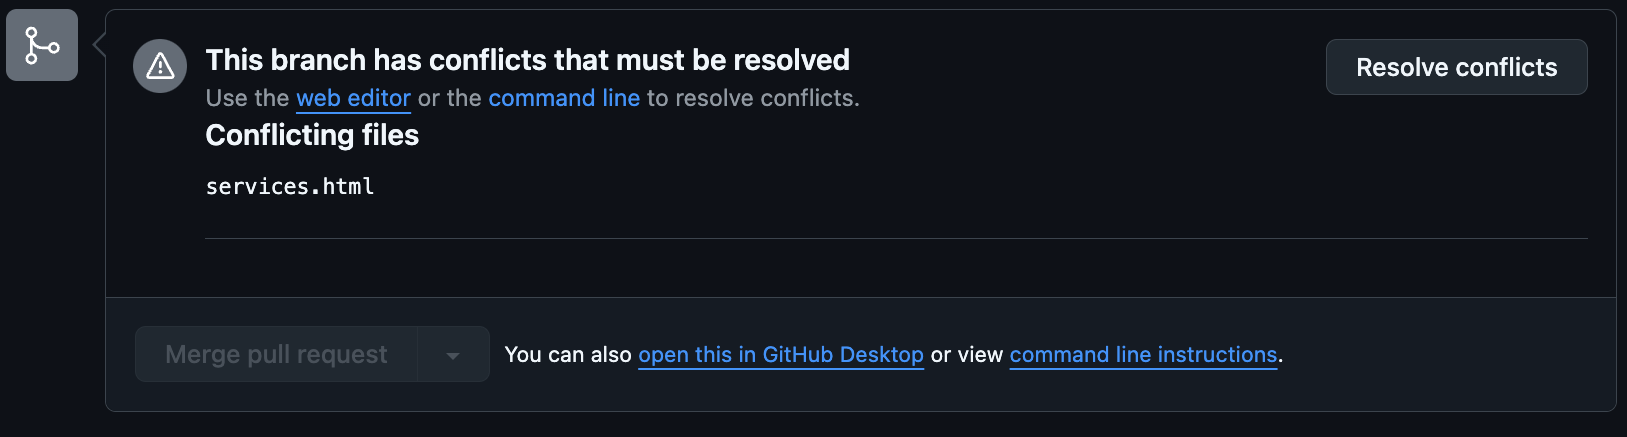 This branch has conflicts that must be resolved
Resolve conflicts
Use the web editor or the command line to resolve conflicts.
Conflicting files
services.html
Merge pull request
You can also open this in GitHub Desktop or view command line instructions.